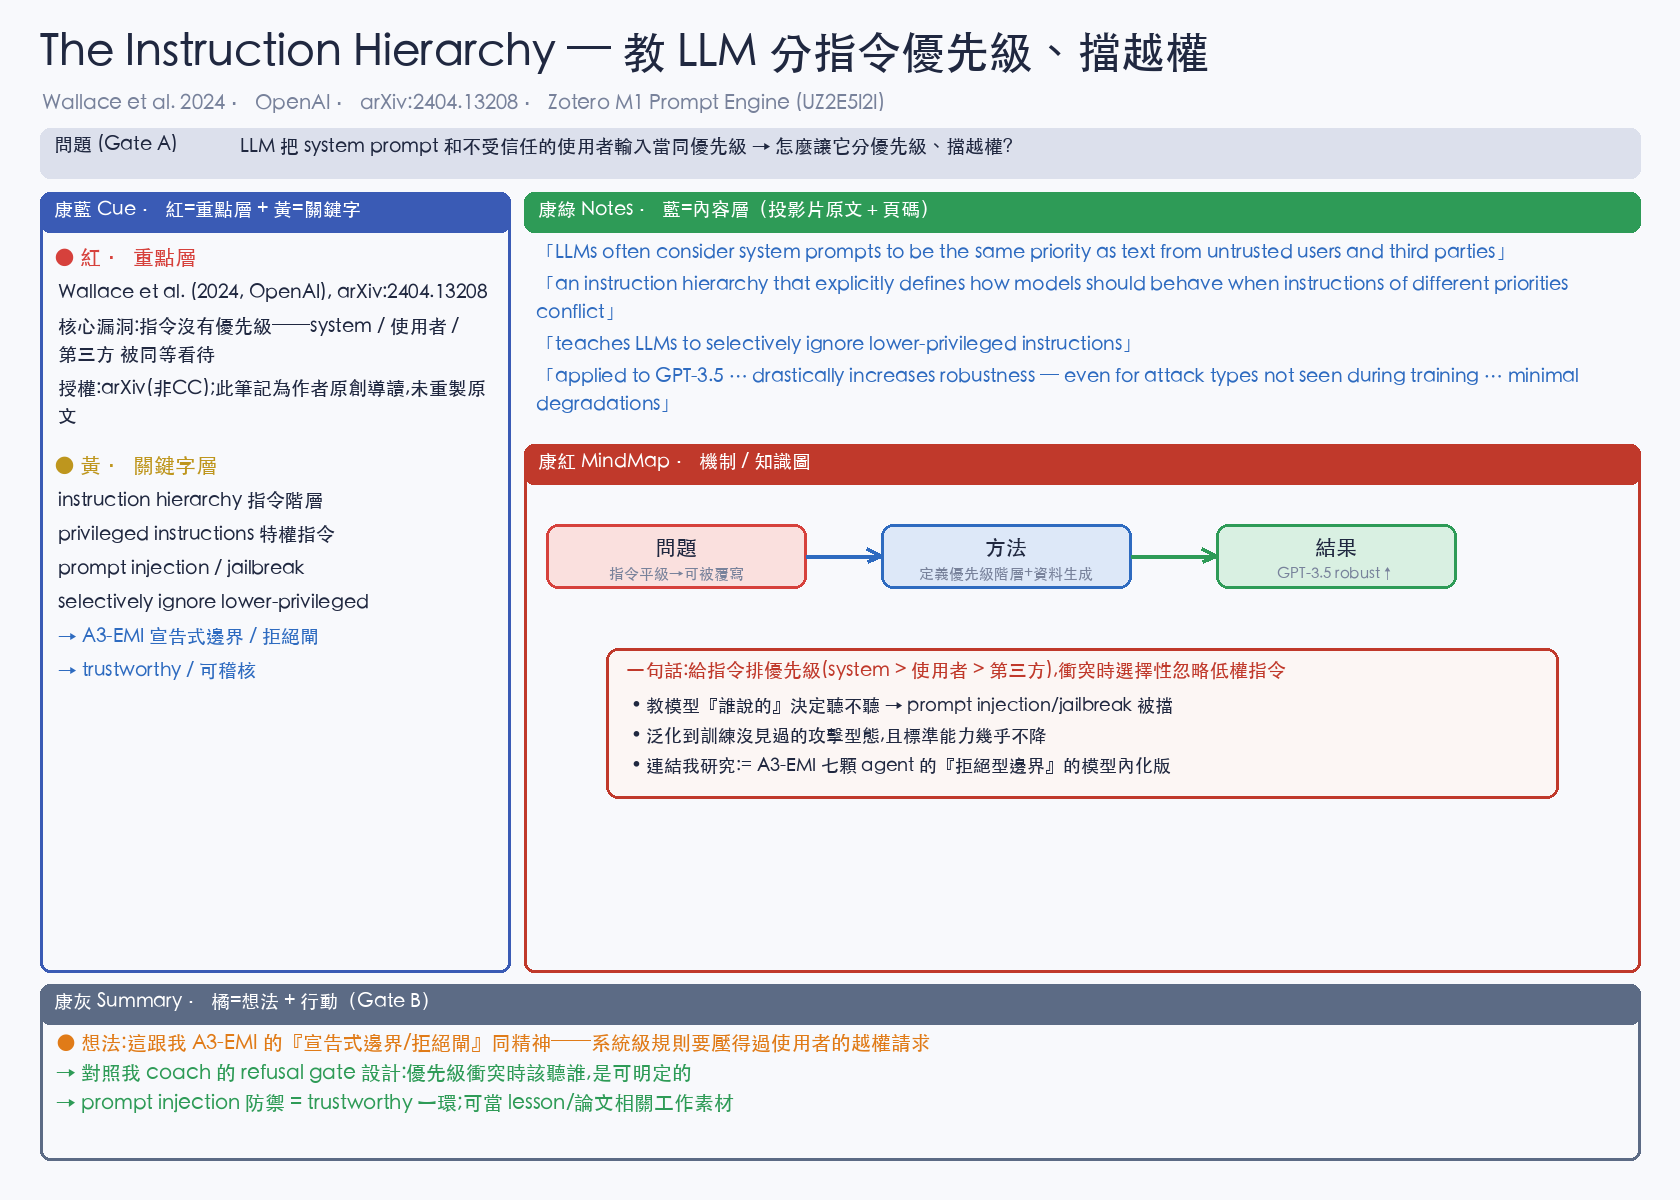 The Instruction Hierarchy — 教 LLM 分指令優先級、擋越權
Wallace et al. 2024 · OpenAI · arXiv:2404.13208 · Zotero M1 Prompt Engine (UZ2E5I2I)
問題 (Gate A) LLM 把 system prompt 和不受信任的使用者輸入當同優先級 → 怎麼讓它分優先級、擋越權?
康藍 Cue · 紅=重點層 + 黃=關鍵字
● 紅 · 重點層
Wallace et al. (2024, OpenAI), arXiv:2404.13208
核心漏洞:指令沒有優先級——system / 使用者 /
第三方 被同等看待
授權:arXiv(非CC);此筆記為作者原創導讀,未重製原
文
● 黃 · 關鍵字層
instruction hierarchy 指令階層
privileged instructions 特權指令
prompt injection / jailbreak
selectively ignore lower-privileged
→ A3-EMI 宣告式邊界 / 拒絕閘
→ trustworthy / 可稽核
康綠 Notes · 藍=內容層（投影片原文 + 頁碼）
「LLMs often consider system prompts to be the same priority as text from untrusted users and third parties」
「an instruction hierarchy that explicitly defines how models should behave when instructions of different priorities
conflict」
「teaches LLMs to selectively ignore lower-privileged instructions」
「applied to GPT-3.5 ⋯ drastically increases robustness — even for attack types not seen during training ⋯ minimal
degradations」
康紅 MindMap · 機制 / 知識圖
問題
指令平級→可被覆寫
方法
定義優先級階層+資料生成
結果
GPT-3.5 robust ↑
一句話:給指令排優先級(system > 使用者 > 第三方),衝突時選擇性忽略低權指令
• 教模型『誰說的』決定聽不聽 → prompt injection/jailbreak 被擋
• 泛化到訓練沒見過的攻擊型態,且標準能力幾乎不降
• 連結我研究:= A3-EMI 七顆 agent 的『拒絕型邊界』的模型內化版
康灰 Summary · 橘=想法 + 行動（Gate B）
● 想法:這跟我 A3-EMI 的『宣告式邊界/拒絕閘』同精神——系統級規則要壓得過使用者的越權請求
→ 對照我 coach 的 refusal gate 設計:優先級衝突時該聽誰,是可明定的
→ prompt injection 防禦 = trustworthy 一環;可當 lesson/論文相關工作素材